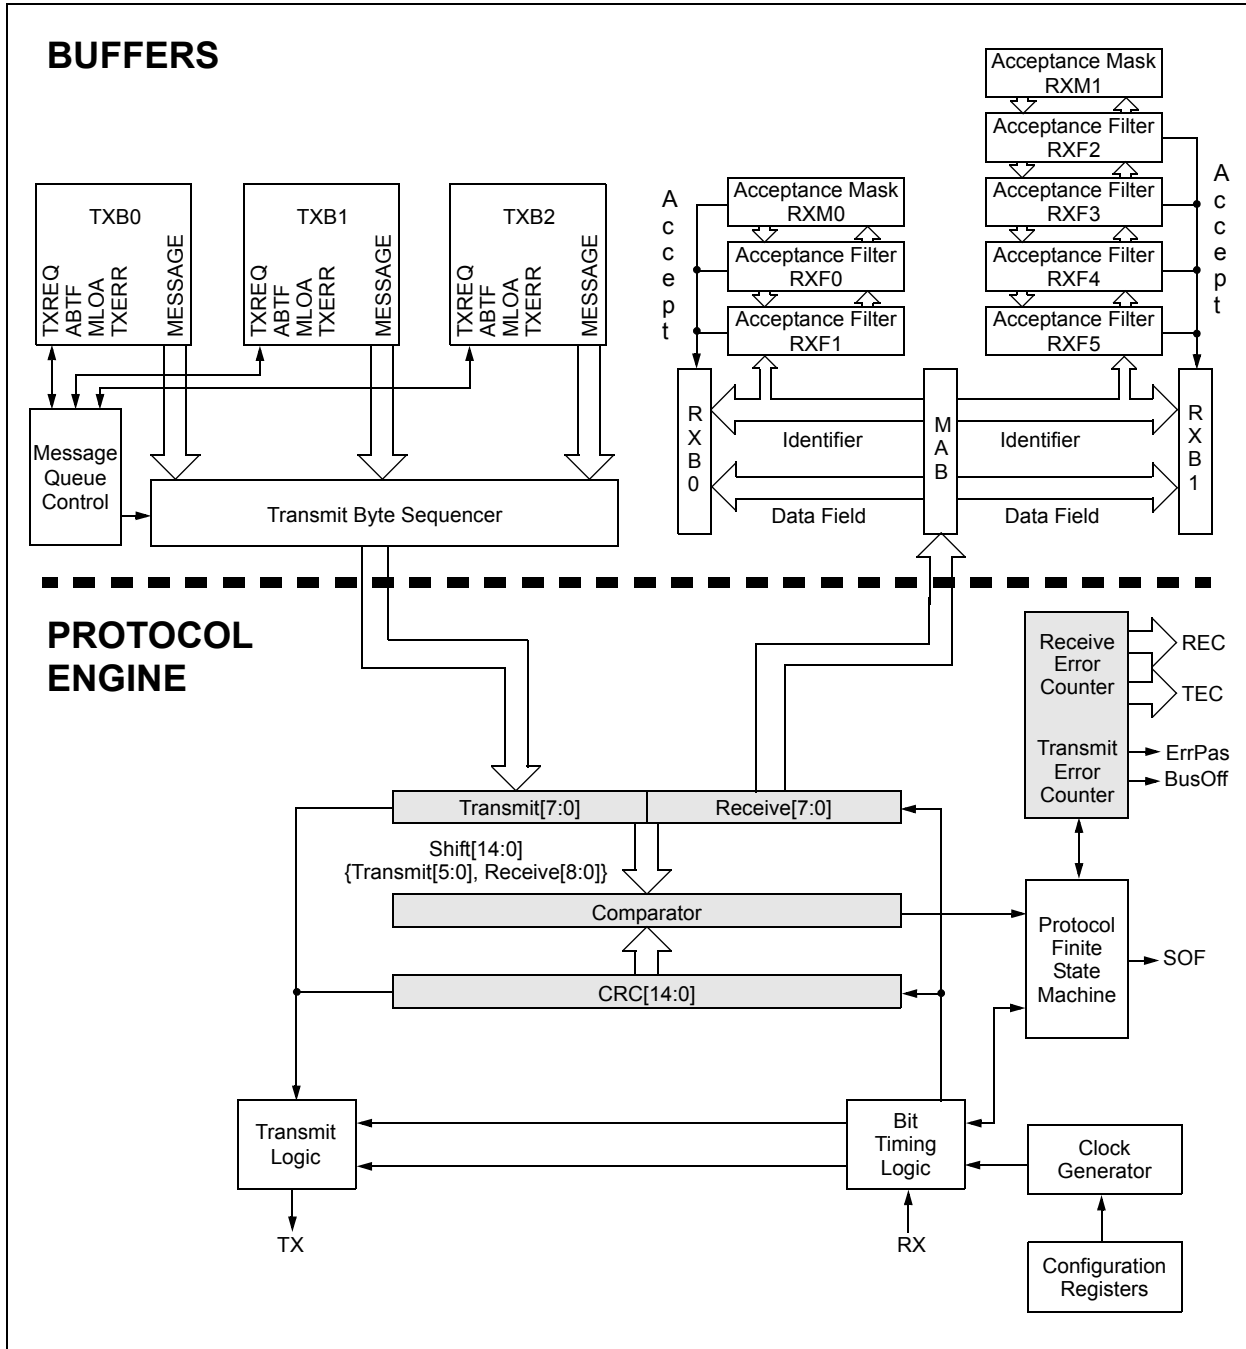 BUFFERS
Acceptance Mask
RXM1
Acceptance Filter
RXF2
Acceptance Filter
RXF3
Acceptance Filter
RXF4
Acceptance Filter
RXF5
Accept
Acceptance Mask
RXM0
Acceptance Filter
RXF0
Acceptance Filter
RXF1
Accept
TXB0
TXREQ
ABTF
MLOA
TXERR
MESSAGE
TXB1
TXREQ
ABTF
MLOA
TXERR
MESSAGE
TXB2
TXREQ
ABTF
MLOA
TXERR
MESSAGE
Message
Queue
Control
Transmit Byte Sequencer
RXB0
Identifier
Data Field
MAB
Identifier
Data Field
RXB1
PROTOCOL
ENGINE
Receive
Error
Counter
Transmit
Error
Counter
REC
TEC
ErrPas
BusOff
Transmit[7:0]
Receive[7:0]
Shift[14:0]
{Transmit[5:0], Receive[8:0]}
Comparator
CRC[14:0]
Protocol
Finite
State
Machine
SOF
Transmit
Logic
Bit
Timing
Logic
Clock
Generator
TX
RX
Configuration
Registers